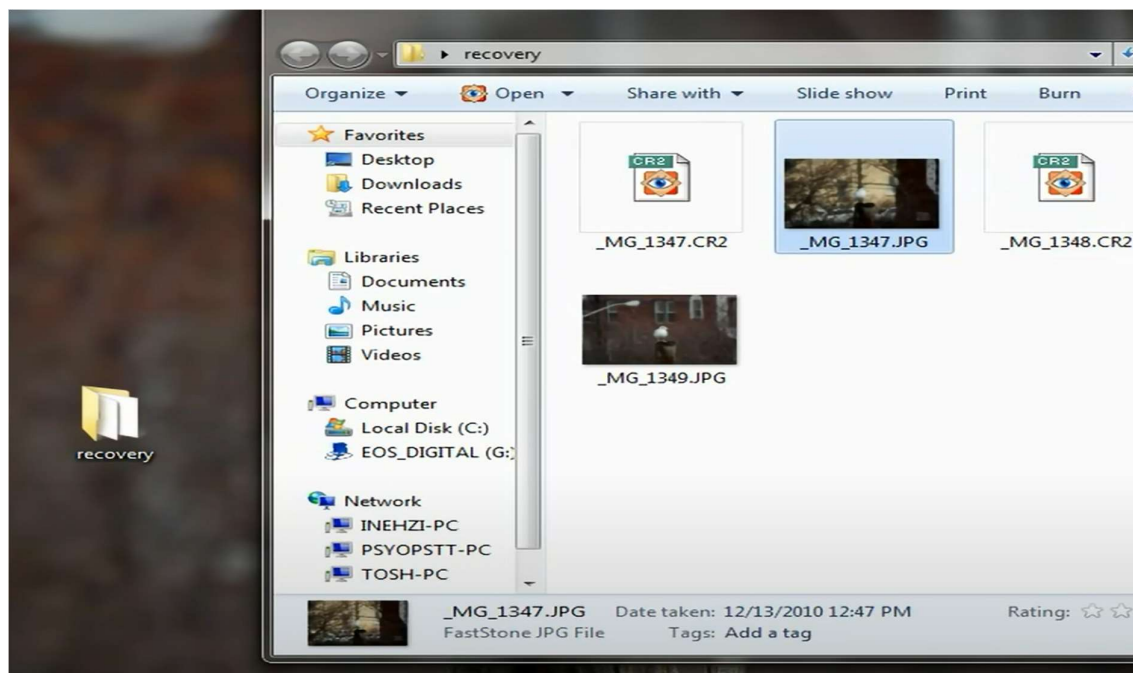 recovery
Organize Open Share with Slide show Print Burn
Favorites
Desktop
Downloads
Recent Places
Libraries
Documents
Music
Pictures
Videos
Computer
Local Disk (C:)
EOS_DIGITAL (G:)
Network
INEHZI-PC
PSYOPSTT-PC
TOSH-PC
CR2
CR2
_MG_1347.CR2 _MG_1347.JPG _MG_1348.CR2
_MG_1349.JPG
recovery
_MG_1347.JPG Date taken: 12/13/2010 12:47 PM Rating:
FastStone JPG File Tags: Add a tag